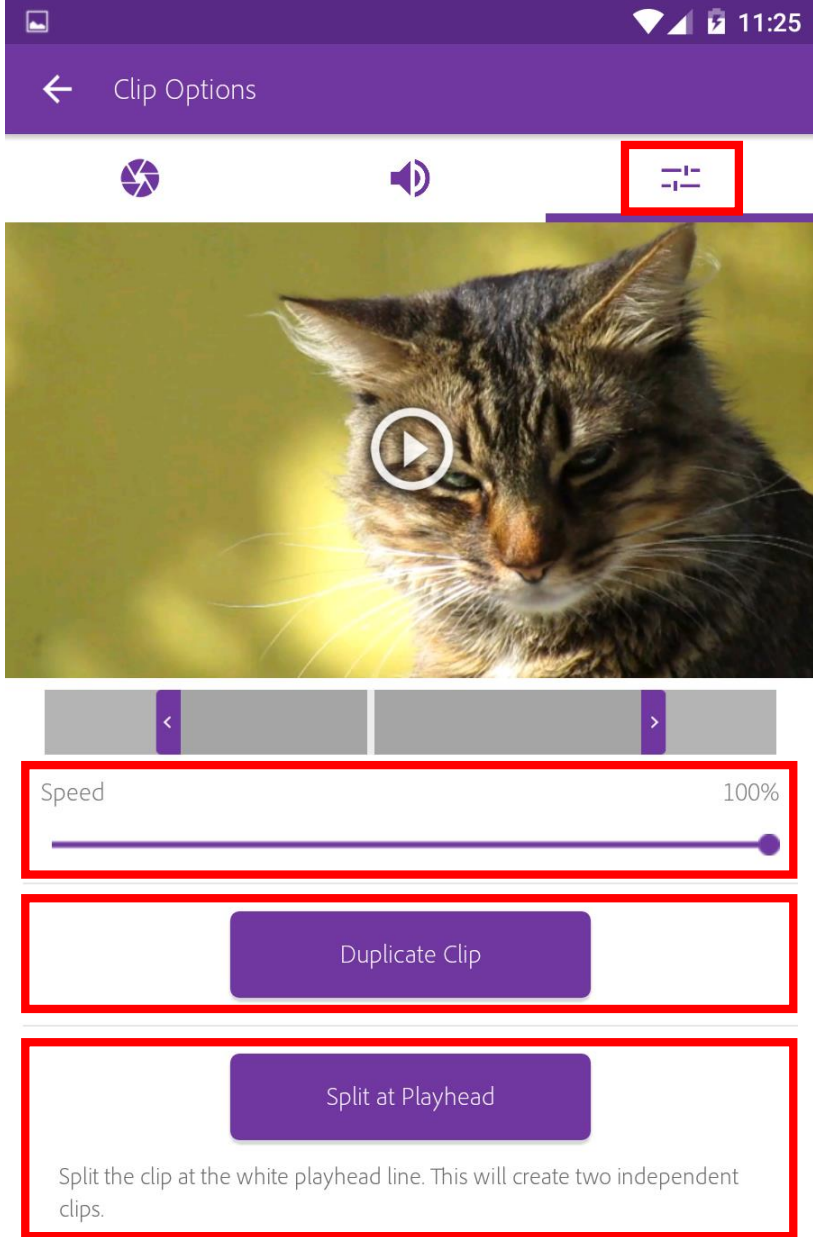 11:25
Clip Options
Speed 100%
Duplicate Clip
Split at Playhead
Split the clip at the white playhead line. This will create two independent
clips.